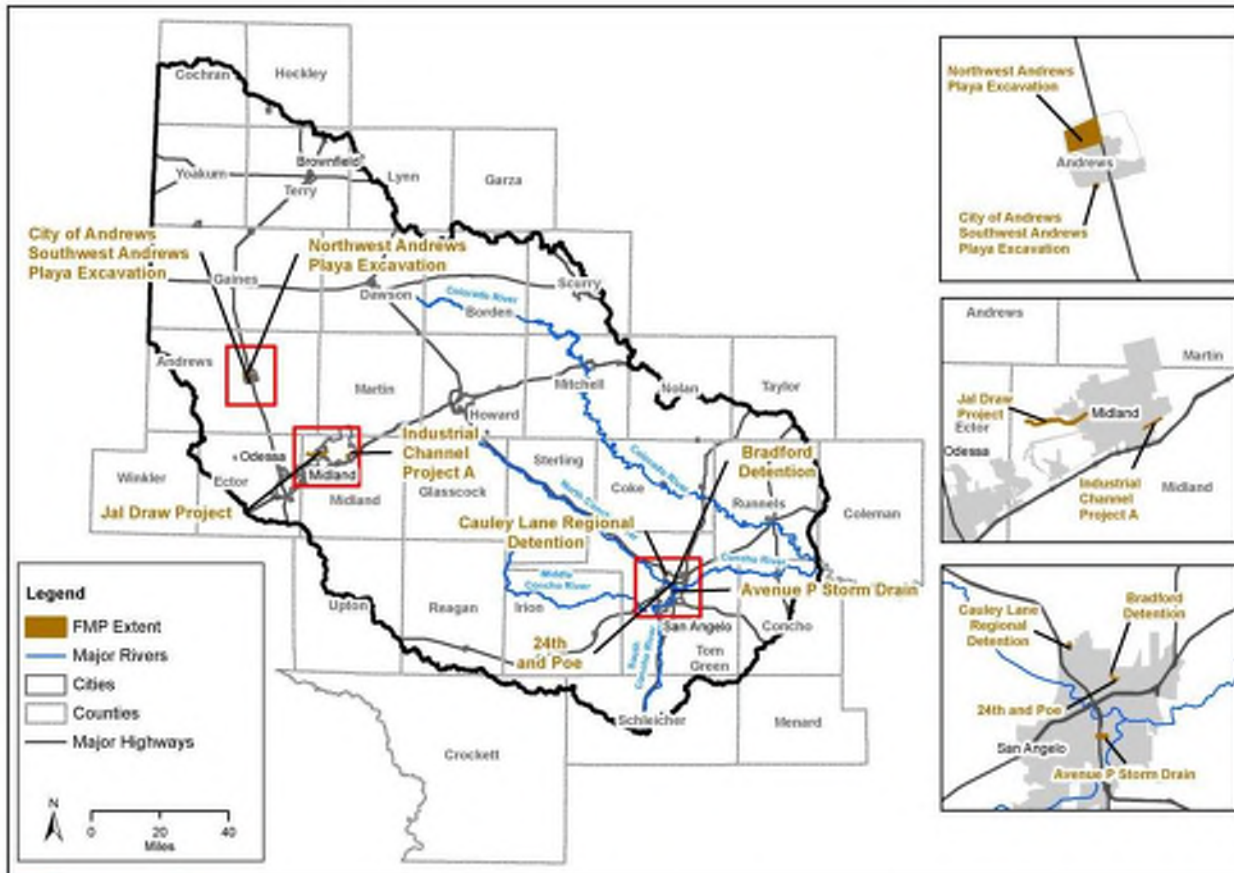 Cochran
Hockley
Yoakum
Brownfield
Terry
Lynn
Garza
City of Andrews
Southwest Andrews
Playa Excavation
Northwest Andrews
Playa Excavation
Gaines
Dawson
Colorado River
Borden
Scurry
Andrews
Martin
Mitchell
Nolan
Taylor
Howard
Odessa
Midland
Industrial
Channel
Project A
Winkler
Ector
Midland
Glasscock
Sterling
Coke
Colorado River
Bradford
Detention
Runnels
Coleman
Jal Draw Project
Cauley Lane Regional
Detention
Concho River
Middle
Concho River
Avenue P Storm Drain
Upton
Reagan
Irion
San Angelo
Concho
24th
and Poe
South
Concho River
Tom
Green
Schleicher
Menard
Crockett
Legend
FMP Extent
Major Rivers
Cities
Counties
Major Highways
N
0 20 40
Miles
Northwest Andrews
Playa Excavation
Andrews
City of Andrews
Southwest Andrews
Playa Excavation
Andrews
Martin
Jal Draw
Project
Ector
Midland
Odessa
Industrial
Channel
Project A
Midland
Cauley Lane
Regional
Detention
Bradford
Detention
24th and Poe
San Angelo
Avenue P Storm Drain